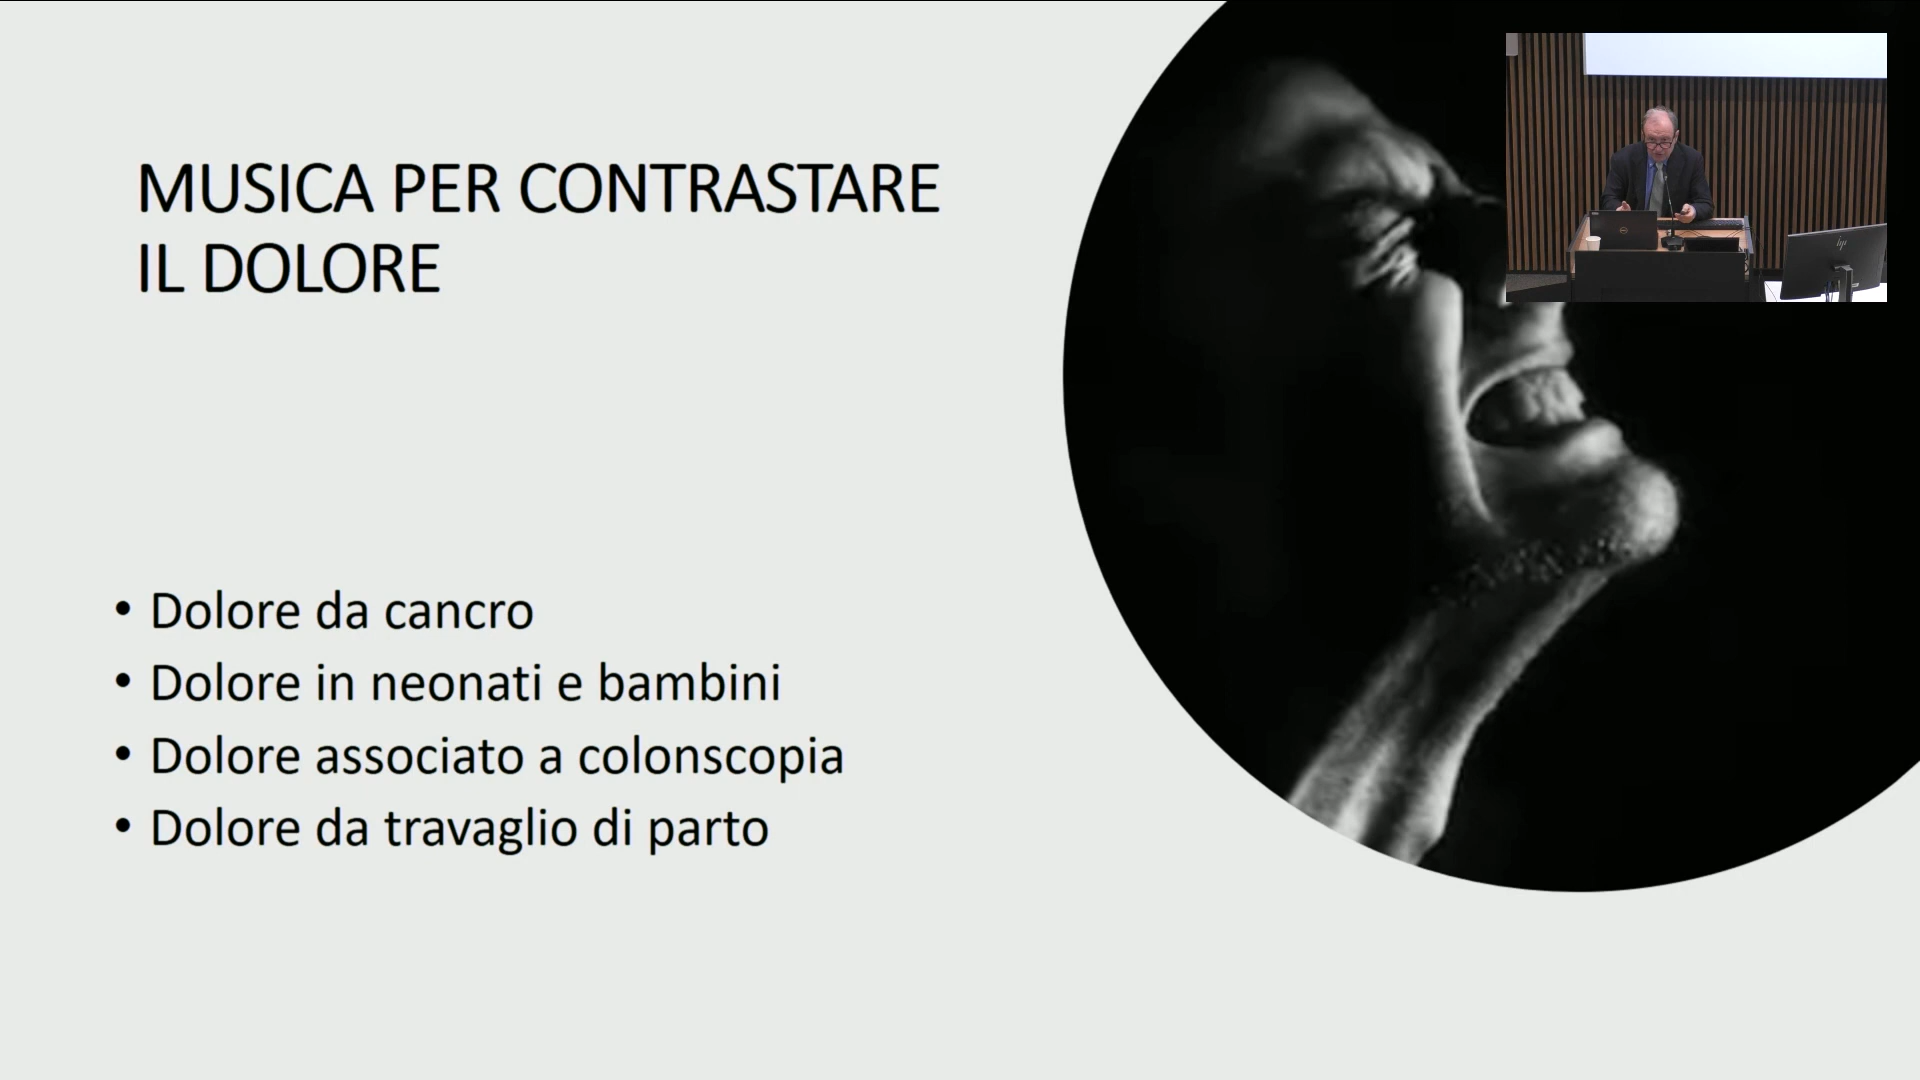 MUSICA PER CONTRASTARE
IL DOLORE
• Dolore da cancro
• Dolore in neonati e bambini
• Dolore associato a colonscopia
• Dolore da travaglio di parto